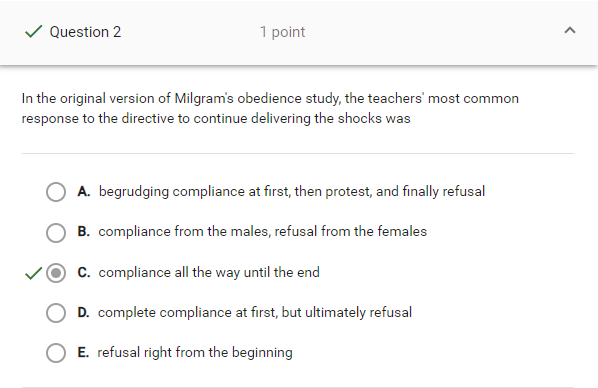 Question 2 1 point
In the original version of Milgram's obedience study, the teachers' most common
response to the directive to continue delivering the shocks was
A. begrudging compliance at first, then protest, and finally refusal
B. compliance from the males, refusal from the females
C. compliance all the way until the end
D. complete compliance at first, but ultimately refusal
E. refusal right from the beginning